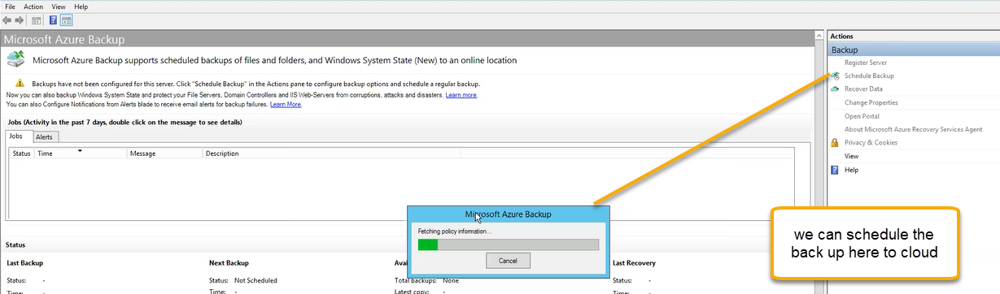 File Action View Help
Microsoft Azure Backup
Microsoft Azure Backup supports scheduled backups of files and folders, and Windows System State (New) to an online location
Backups have not been configured for this server. Click "Schedule Backup" in the Actions pane to configure backup options and schedule a regular backup.
Now you can also backup Windows System State and protect your File Servers, Domain Controllers and IIS Web-Servers from corruptions, attacks and disasters. Learn more.
You can also Configure Notifications from Alerts blade to receive email alerts for backup failures. Learn More.
Jobs (Activity in the past 7 days, double click on the message to see details)
Jobs Alerts
Status Time Message Description
Microsoft Azure Backup
Fetching policy information...
Cancel
Status
Last Backup
Status: -
Time: -
Next Backup
Status: Not Scheduled
Time: -
Total backups: None
Latest copy:
Last Recovery
Status: -
Time: -
Actions
Backup
Register Server
Schedule Backup
Recover Data
Change Properties
Open Portal
About Microsoft Azure Recovery Services Agent
Privacy & Cookies
View
Help
we can schedule the
back up here to cloud